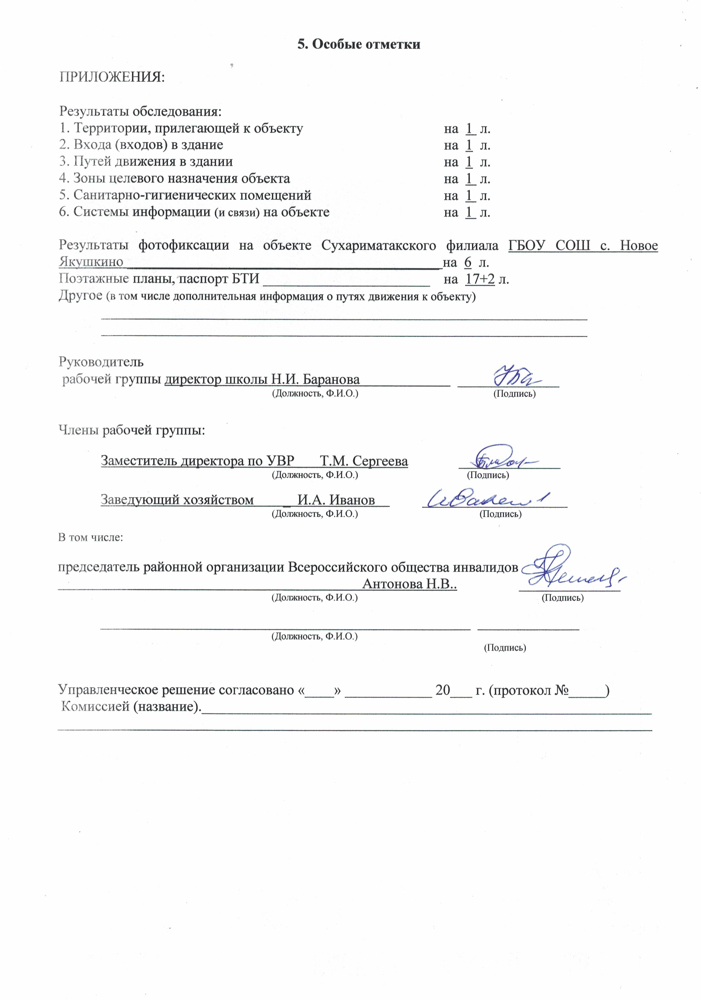 5. Особые отметки
ПРИЛОЖЕНИЯ:
Результаты обследования:
1. Территории, прилегающей к объекту на 1 л.
2. Входа (входов) в здание на 1 л.
3. Путей движения в здании на 1 л.
4. Зоны целевого назначения объекта на 1 л.
5. Санитарно-гигиенических помещений на 1 л.
6. Системы информации (и связи) на объекте на 1 л.
Результаты фотофиксации на объекте Сухариматакского филиала ГБОУ СОШ с. Новое
Якушкино на 6 л.
Поэтажные планы, паспорт БТИ на 17+2 л.
Другое (в том числе дополнительная информация о путях движения к объекту)
Руководитель
рабочей группы директор школы Н.И. Баранова
(Должность, Ф.И.О.) (Подпись)
Члены рабочей группы:
Заместитель директора по УВР Т.М. Сергеева
(Должность, Ф.И.О.) (Подпись)
Заведующий хозяйством _ И.А. Иванов
(Должность, Ф.И.О.) (Подпись)
В том числе:
председатель районной организации Всероссийского общества инвалидов
Антонова Н.В..
(Должность, Ф.И.О.) (Подпись)
(Должность, Ф.И.О.)
(Подпись)
Управленческое решение согласовано «____» ____________ 20___ г. (протокол №_____)
Комиссией (название).